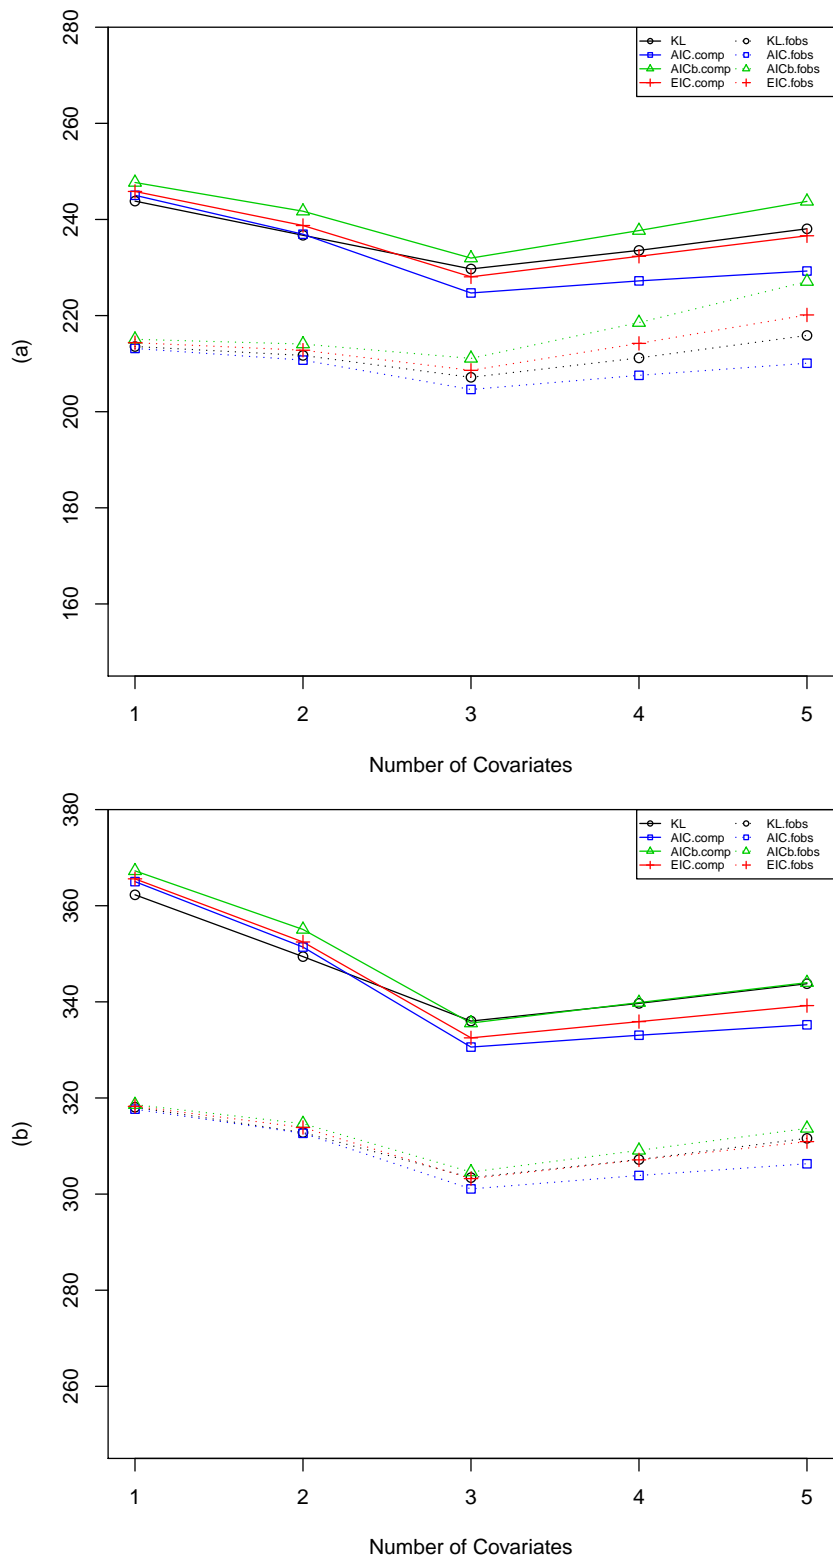 280
260
240
220
200
180
160
(a)
KL KL.fobs
AIC.comp AIC.fobs
AICb.comp AICb.fobs
EIC.comp EIC.fobs
1 2 3 4 5
Number of Covariates
380
360
340
320
300
280
260
(b)
KL KL.fobs
AIC.comp AIC.fobs
AICb.comp AICb.fobs
EIC.comp EIC.fobs
1 2 3 4 5
Number of Covariates